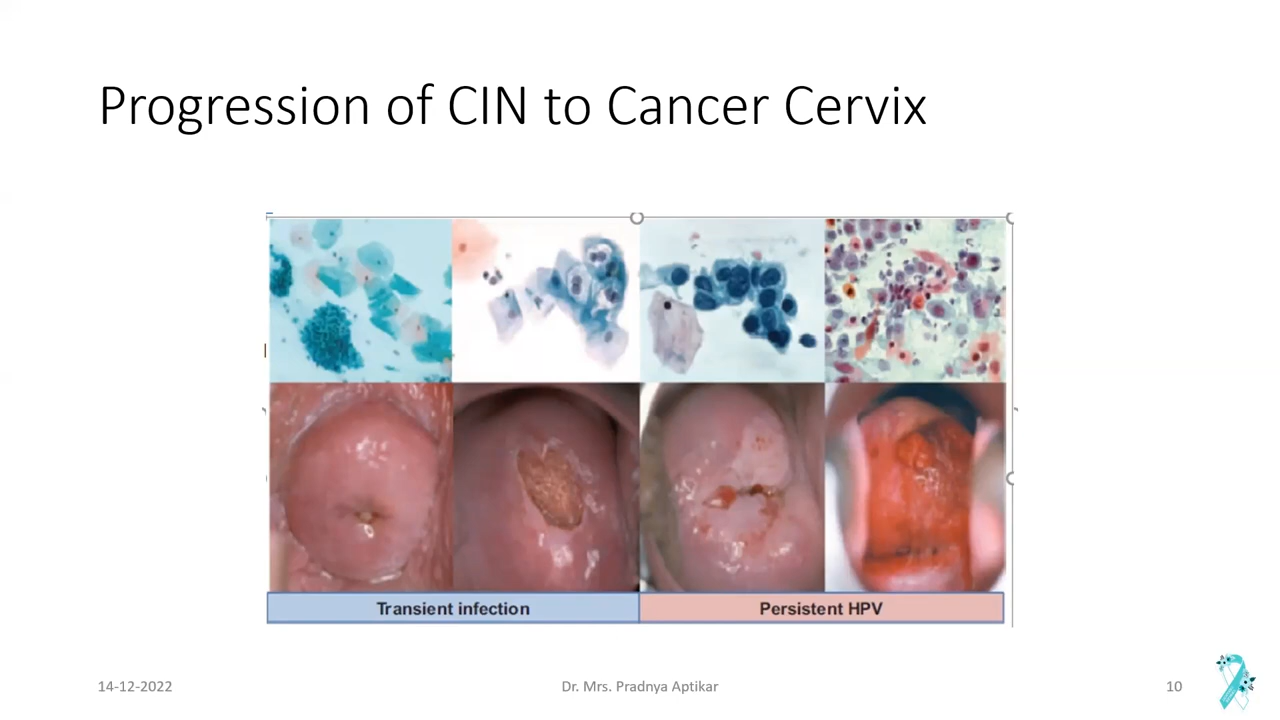 Progression of CIN to Cancer Cervix
Transient infection
Persistent HPV
14-12-2022
Dr. Mrs. Pradnya Aptikar
10